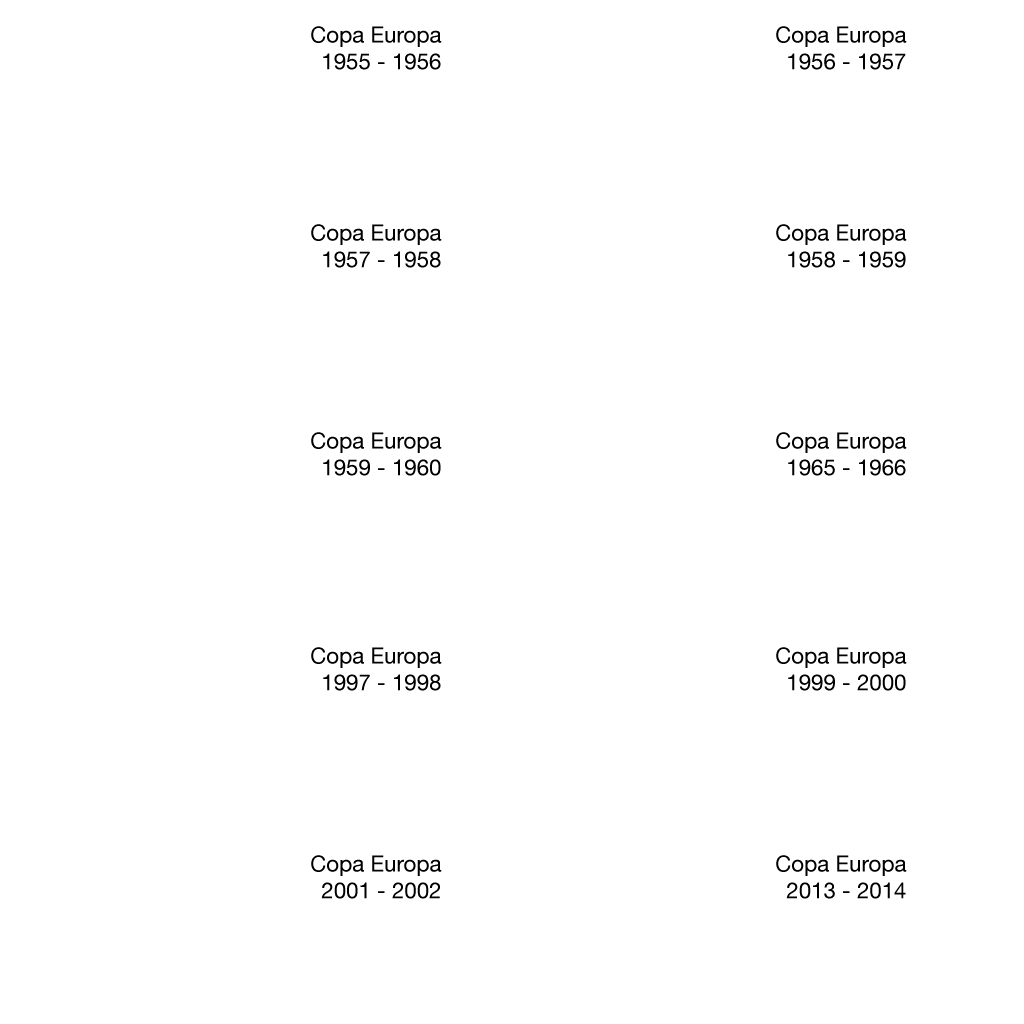 Copa Europa
1955 - 1956
Copa Europa
1956 - 1957
Copa Europa
1957 - 1958
Copa Europa
1958 - 1959
Copa Europa
1959 - 1960
Copa Europa
1965 - 1966
Copa Europa
1997 - 1998
Copa Europa
1999 - 2000
Copa Europa
2001 - 2002
Copa Europa
2013 - 2014